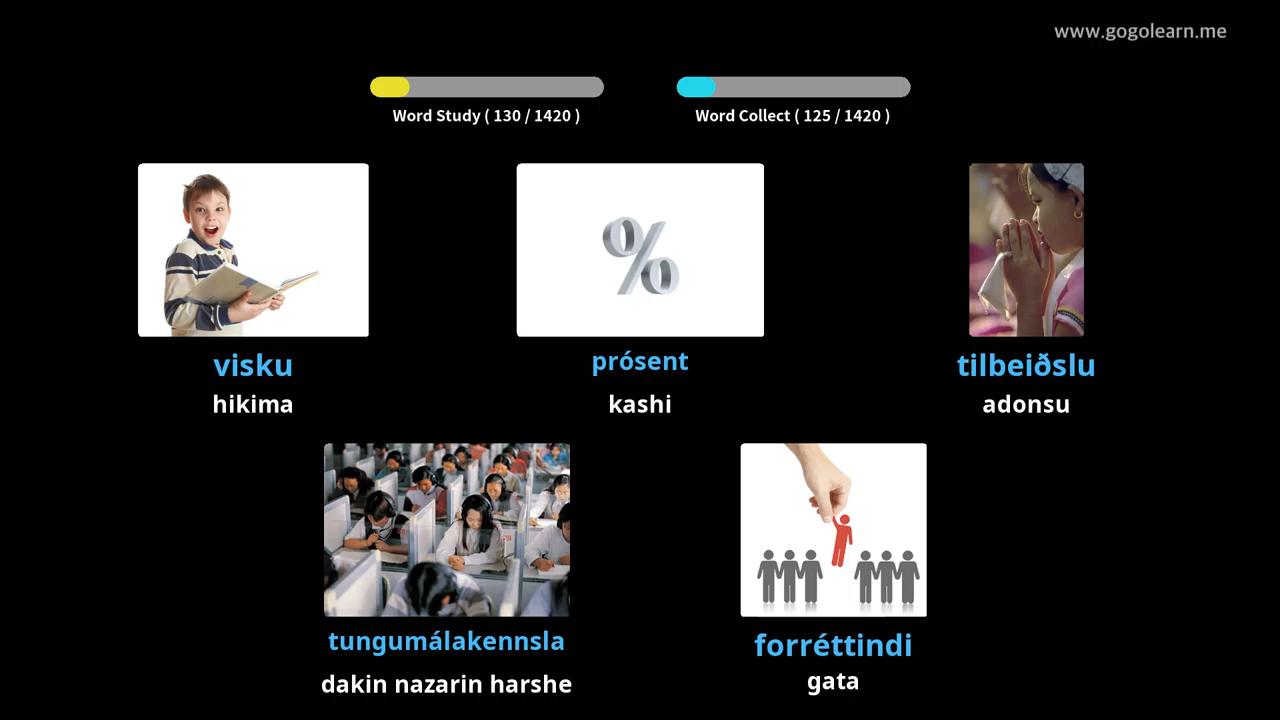 www.gogolearn.me
Word Study ( 130 / 1420 )
Word Collect ( 125 / 1420 )
visku
hikima
prósent
kashi
tilbeiðslu
adonsu
%
tungumálakennsla
dakin nazarin harshe
forréttindi
gata